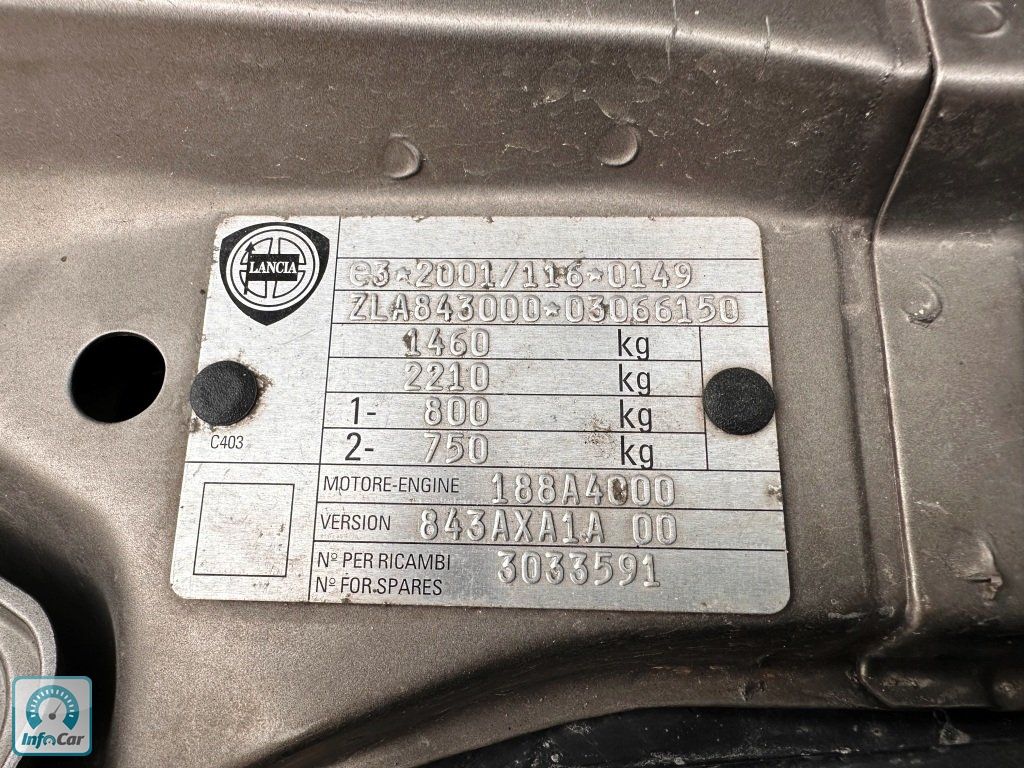 LANCIA
e3*2001/116*0149
ZLA843000*03066150
1460 kg
2210 kg
1- 800 kg
2- 750 kg
C403
MOTORE-ENGINE 188A4000
VERSION 843AXA1A 00
Nº PER RICAMBI
Nº FOR SPARES 3033591
InfoCar